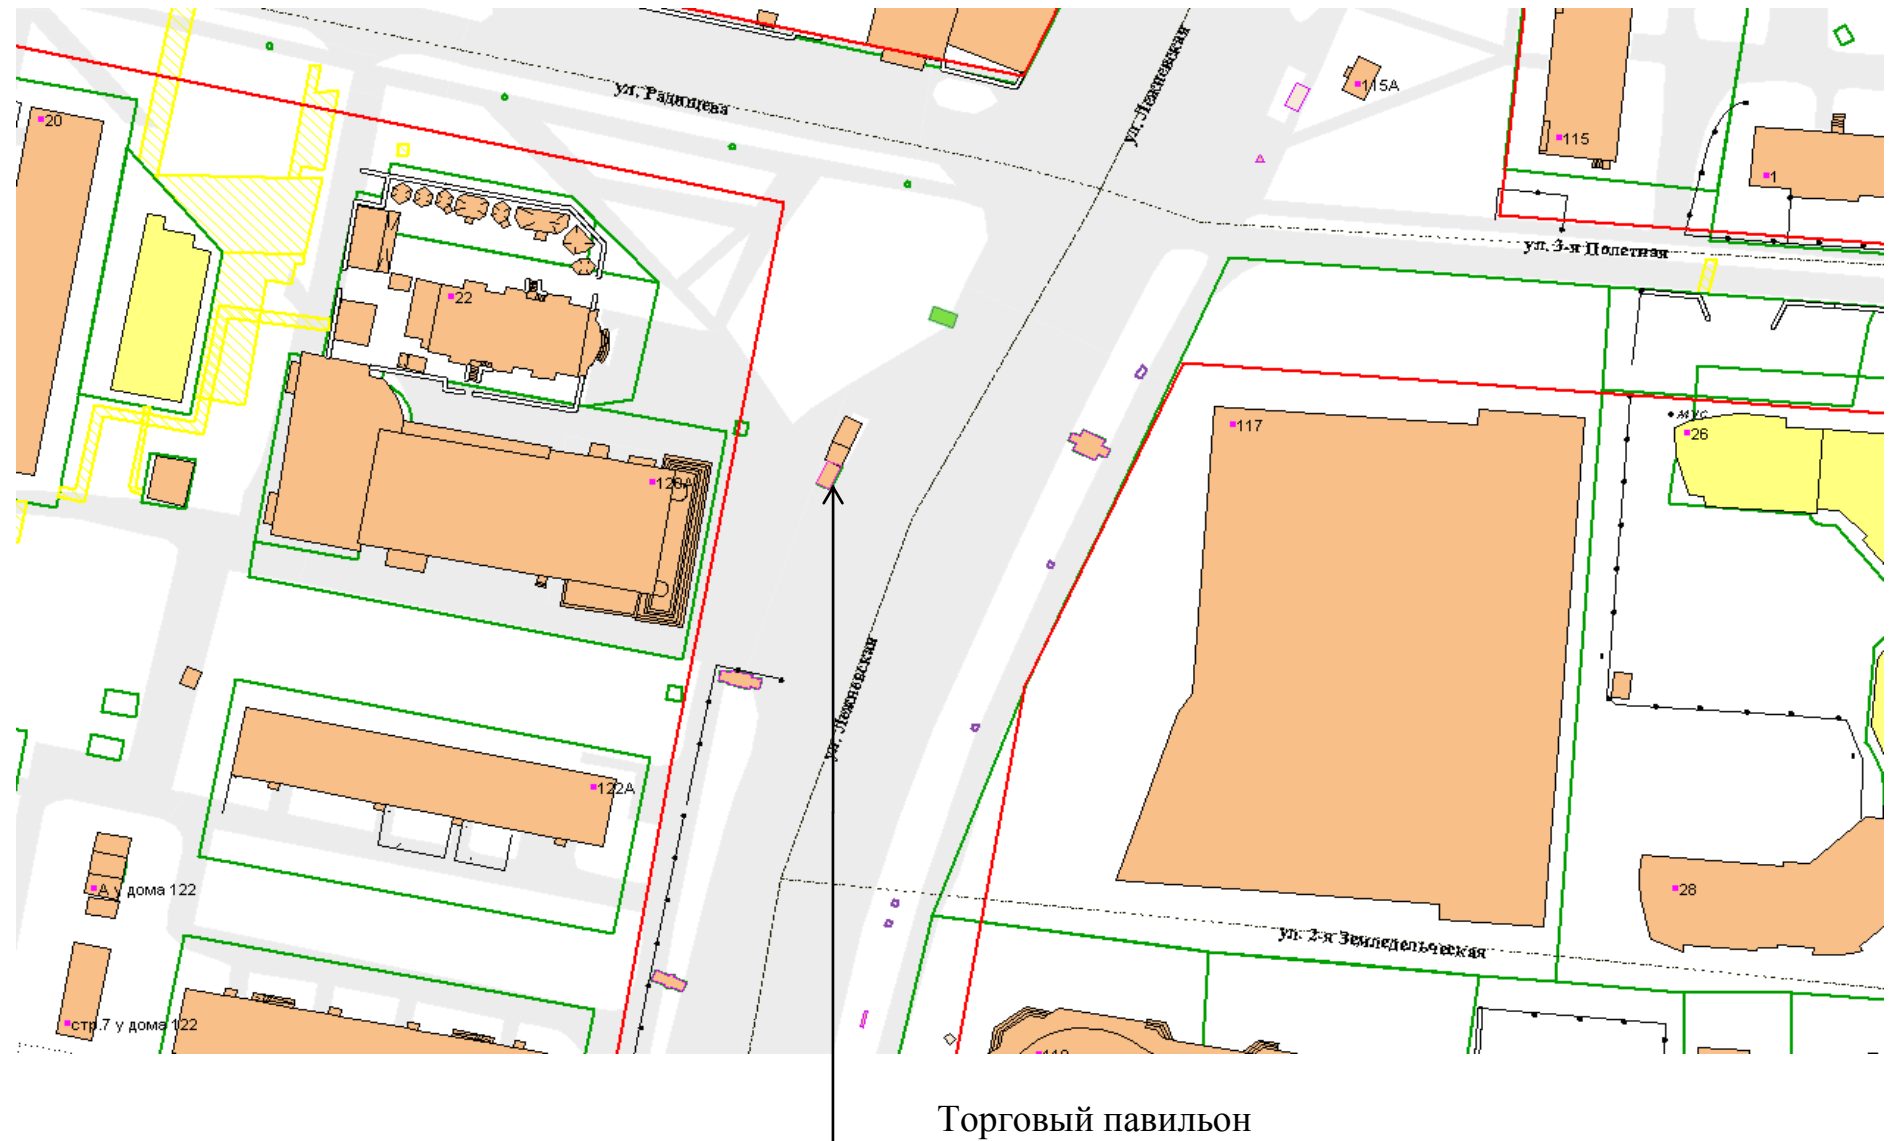 ул. Радищева
ул. Лежневская
115А
115
1
20
22
ул. 3-я Полетная
117
мус
26
120А
ул. Лежневская
122А
А у дома 122
28
ул. 2-я Земледельческая
стр.7 у дома 122
Торговый павильон